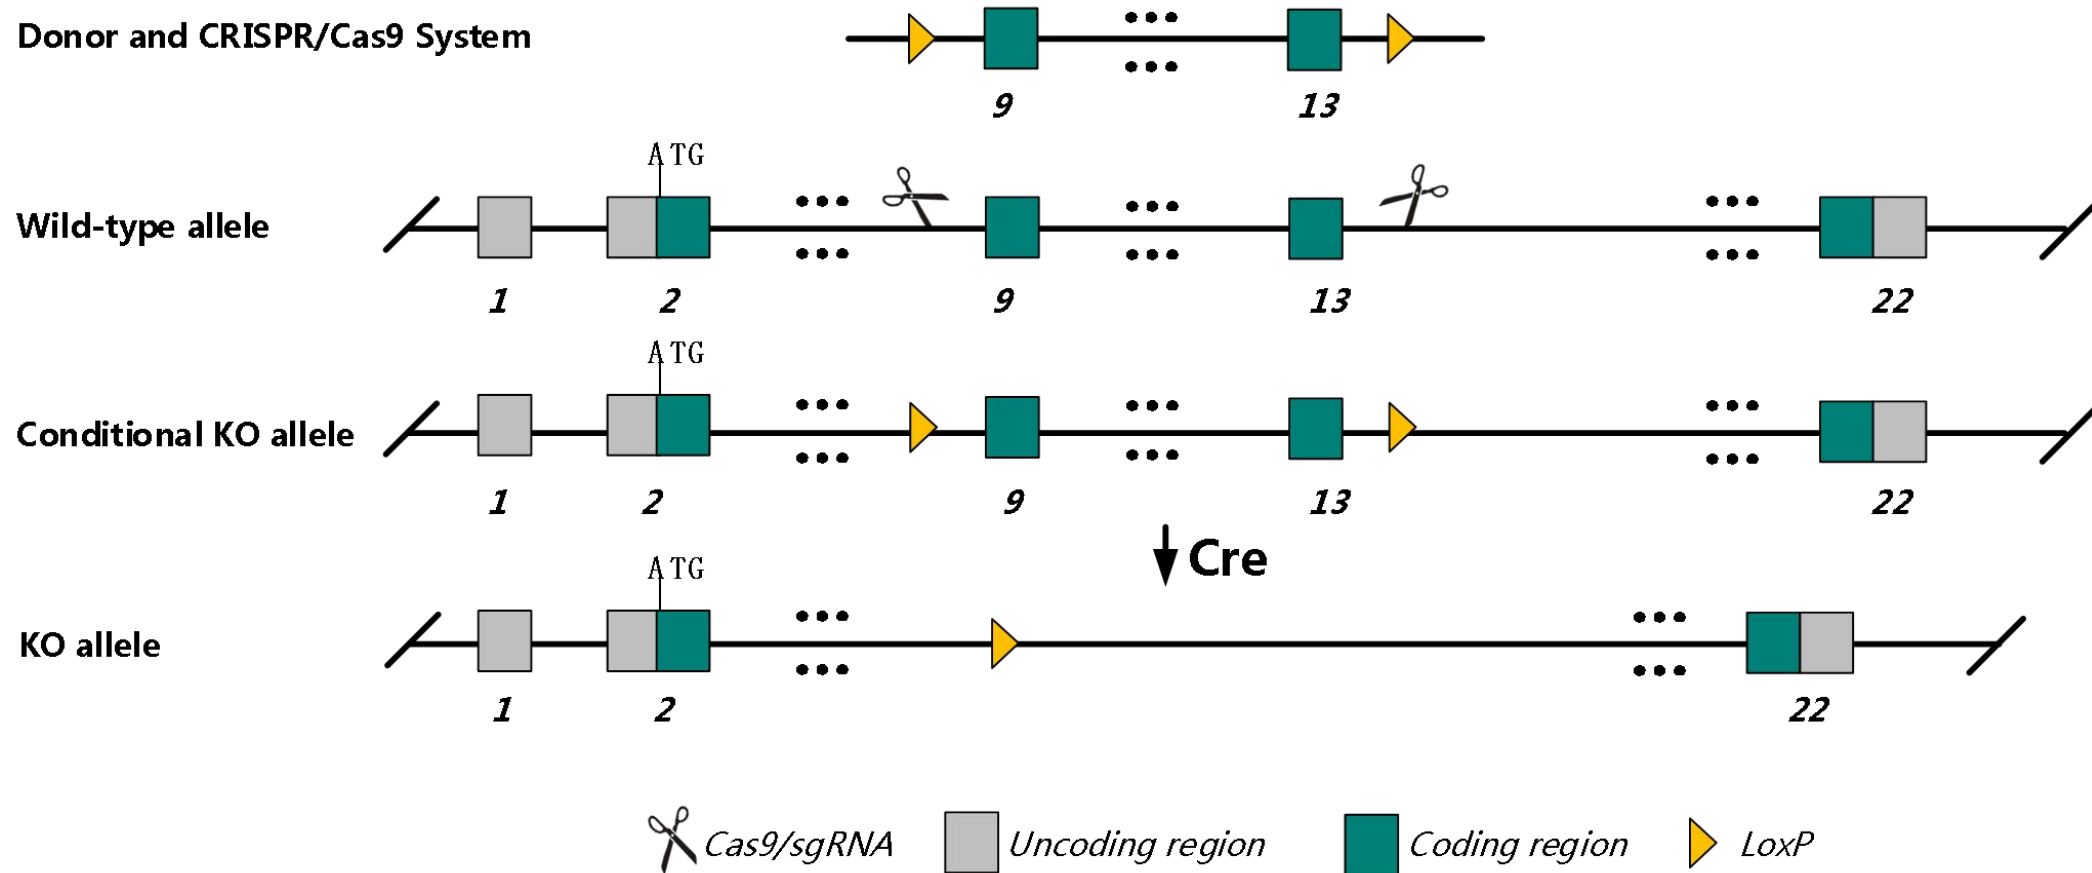 Donor and CRISPR/Cas9 System
9 13
ATG
Wild-type allele
1 2 9 13 22
ATG
Conditional KO allele
1 2 9 13 22
Cre
ATG
KO allele
1 2 22
Cas9/sgRNA Uncoding region Coding region LoxP